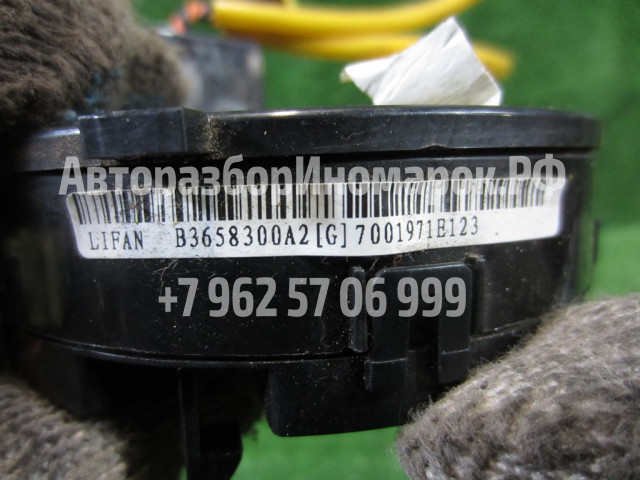 АвторазборИномарок.РФ
LIFAN B3658300A2[G]7001971E123
+7 962 57 06 999